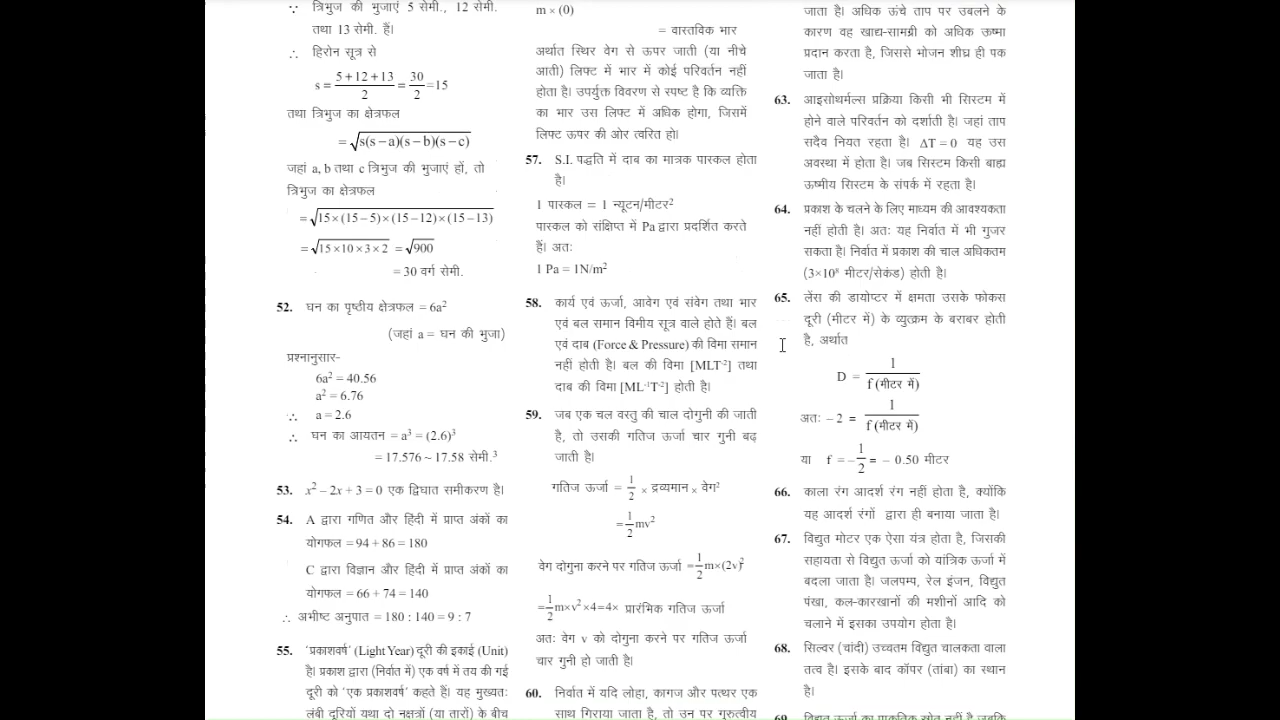 ∵ त्रिभुज की भुजाएं 5 सेमी., 12 सेमी.
तथा 13 सेमी. हैं।
∴ हिरोन सूत्र से
s = (5+12+13)/2 = 30/2 = 15
तथा त्रिभुज का क्षेत्रफल
= √s(s−a)(s−b)(s−c)
जहां a, b तथा c त्रिभुज की भुजाएं हों, तो
त्रिभुज का क्षेत्रफल
= √15×(15−5)×(15−12)×(15−13)
= √15×10×3×2 = √900
= 30 वर्ग सेमी.
52. घन का पृष्ठीय क्षेत्रफल = 6a²
(जहां a = घन की भुजा)
प्रश्नानुसार-
6a² = 40.56
a² = 6.76
∴ a = 2.6
∴ घन का आयतन = a³ = (2.6)³
= 17.576 ~ 17.58 सेमी.³
53. x² – 2x + 3 = 0 एक द्विघात समीकरण है।
54. A द्वारा गणित और हिंदी में प्राप्त अंकों का
योगफल = 94 + 86 = 180
C द्वारा विज्ञान और हिंदी में प्राप्त अंकों का
योगफल = 66 + 74 = 140
∴ अभीष्ट अनुपात = 180 : 140 = 9 : 7
55. 'प्रकाशवर्ष' (Light Year) दूरी की इकाई (Unit)
है। प्रकाश द्वारा (निर्वात में) एक वर्ष में तय की गई
दूरी को 'एक प्रकाशवर्ष' कहते हैं। यह मुख्यतः
लंबी दूरियों यथा दो नक्षत्रों (या तारों) के बीच
m × (0)
= वास्तविक भार
अर्थात स्थिर वेग से ऊपर जाती (या नीचे
आती) लिफ्ट में भार में कोई परिवर्तन नहीं
होता है। उपर्युक्त विवरण से स्पष्ट है कि व्यक्ति
का भार उस लिफ्ट में अधिक होगा, जिसमें
लिफ्ट ऊपर की ओर त्वरित हो।
57. S.I. पद्धति में दाब का मात्रक पास्कल होता
है।
1 पास्कल = 1 न्यूटन/मीटर²
पास्कल को संक्षिप्त में Pa द्वारा प्रदर्शित करते
हैं। अतः
1 Pa = 1N/m²
58. कार्य एवं ऊर्जा, आवेग एवं संवेग तथा भार
एवं बल समान विमीय सूत्र वाले होते हैं। बल
एवं दाब (Force & Pressure) की विमा समान
नहीं होती है। बल की विमा [MLT⁻²] तथा
दाब की विमा [ML⁻¹T⁻²] होती है।
59. जब एक चल वस्तु की चाल दोगुनी की जाती
है, तो उसकी गतिज ऊर्जा चार गुनी बढ़
जाती है।
गतिज ऊर्जा = 1/2 × द्रव्यमान × वेग²
= 1/2 mv²
वेग दोगुना करने पर गतिज ऊर्जा = 1/2 m×(2v)²
= 1/2 m×v²×4=4× प्रारंभिक गतिज ऊर्जा
अतः वेग v को दोगुना करने पर गतिज ऊर्जा
चार गुनी हो जाती है।
60. निर्वात में यदि लोहा, कागज और पत्थर एक
साथ गिराया जाता है, तो उन पर गुरुत्वीय
जाता है। अधिक ऊंचे ताप पर उबलने के
कारण वह खाद्य-सामग्री को अधिक ऊष्मा
प्रदान करता है, जिससे भोजन शीघ्र ही पक
जाता है।
63. आइसोथर्मल्स प्रक्रिया किसी भी सिस्टम में
होने वाले परिवर्तन को दर्शाती है। जहां ताप
सदैव नियत रहता है। ΔT = 0 यह उस
अवस्था में होता है। जब सिस्टम किसी बाह्य
ऊष्मीय सिस्टम के संपर्क में रहता है।
64. प्रकाश के चलने के लिए माध्यम की आवश्यकता
नहीं होती है। अतः यह निर्वात में भी गुजर
सकता है। निर्वात में प्रकाश की चाल अधिकतम
(3×10⁸ मीटर/सेकंड) होती है।
65. लेंस की डायोप्टर में क्षमता उसके फोकस
दूरी (मीटर में) के व्युत्क्रम के बराबर होती
है, अर्थात
D = 1/f (मीटर में)
अतः – 2 = 1/f (मीटर में)
या f = – 1/2 = – 0.50 मीटर
66. काला रंग आदर्श रंग नहीं होता है, क्योंकि
यह आदर्श रंगों द्वारा ही बनाया जाता है।
67. विद्युत मोटर एक ऐसा यंत्र होता है, जिसकी
सहायता से विद्युत ऊर्जा को यांत्रिक ऊर्जा में
बदला जाता है। जलपम्प, रेल इंजन, विद्युत
पंखा, कल-कारखानों की मशीनों आदि को
चलाने में इसका उपयोग होता है।
68. सिल्वर (चांदी) उच्चतम विद्युत चालकता वाला
तत्व है। इसके बाद कॉपर (तांबा) का स्थान
है।
69. विद्युत ऊर्जा का प्राकृतिक स्रोत नहीं है जबकि